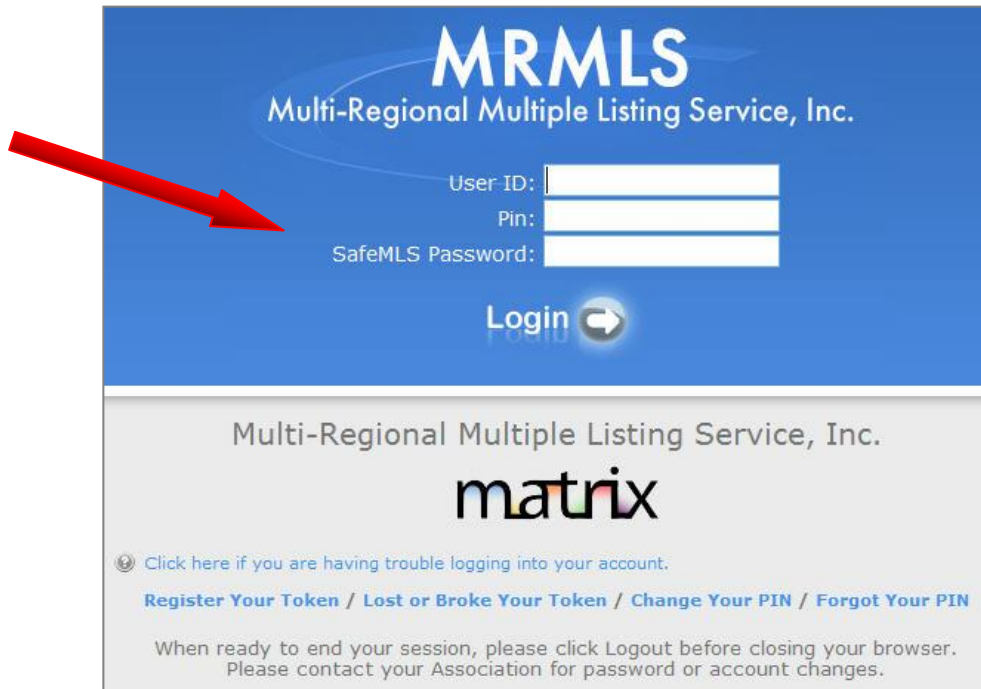 MRMLS
Multi-Regional Multiple Listing Service, Inc.
User ID:
Pin:
SafeMLS Password:
Login
Multi-Regional Multiple Listing Service, Inc.
matrix
Click here if you are having trouble logging into your account.
Register Your Token / Lost or Broke Your Token / Change Your PIN / Forgot Your PIN
When ready to end your session, please click Logout before closing your browser.
Please contact your Association for password or account changes.